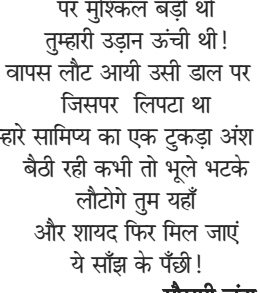 पर मुश्किल बड़ी थी
तुम्हारी उड़ान ऊंची थी!
वापस लौट आयी उसी डाल पर
जिसपर लिपटा था
सामिप्य का एक टुकड़ा अंश
बैठी रही कभी तो भूले भटके
लौटोगे तुम यहाँ
और शायद फिर मिल जाएं
ये साँझ के पँछी!